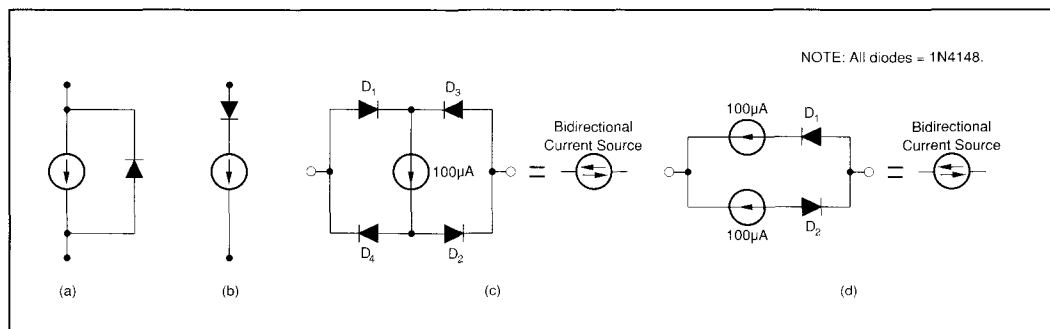 NOTE: All diodes = 1N4148.
D1
D3
100µA
D4
D2
Bidirectional
Current Source
=
100µA
D1
100µA
D2
Bidirectional
Current Source
=
(a)
(b)
(c)
(d)